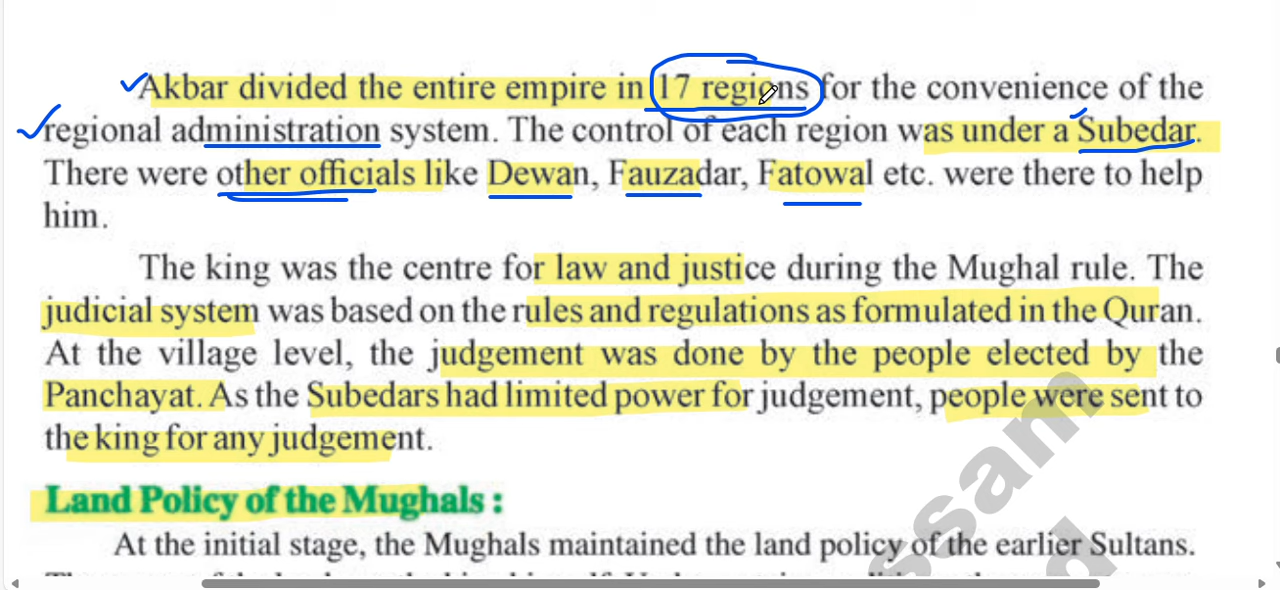 Akbar divided the entire empire in 17 regions for the convenience of the
regional administration system. The control of each region was under a Subedar.
There were other officials like Dewan, Fauzadar, Fatowal etc. were there to help
him.
The king was the centre for law and justice during the Mughal rule. The
judicial system was based on the rules and regulations as formulated in the Quran.
At the village level, the judgement was done by the people elected by the
Panchayat. As the Subedars had limited power for judgement, people were sent to
the king for any judgement.
Land Policy of the Mughals :
At the initial stage, the Mughals maintained the land policy of the earlier Sultans.
ssam